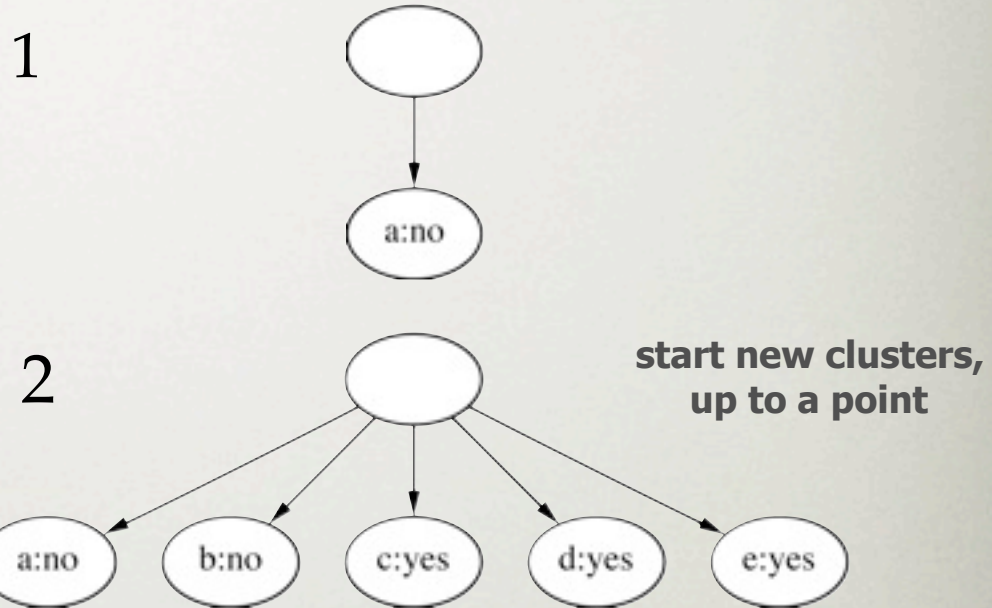 1
a:no
2
start new clusters,
up to a point
a:no b:no c:yes d:yes e:yes